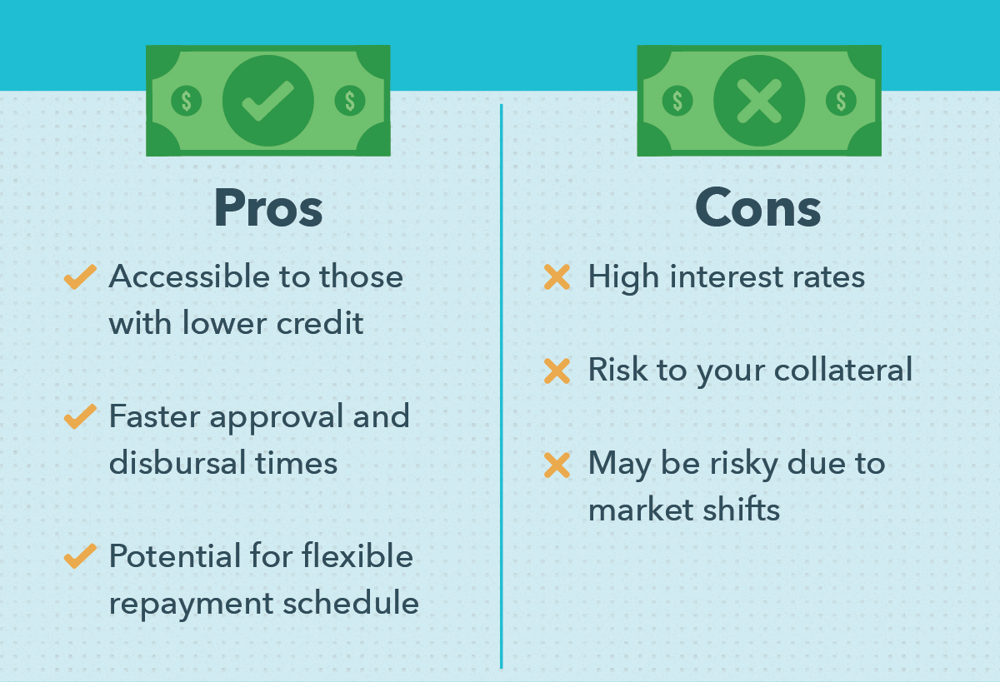 $ $
Pros
Accessible to those
with lower credit
Faster approval and
disbursal times
Potential for flexible
repayment schedule
$ $
Cons
High interest rates
Risk to your collateral
May be risky due to
market shifts